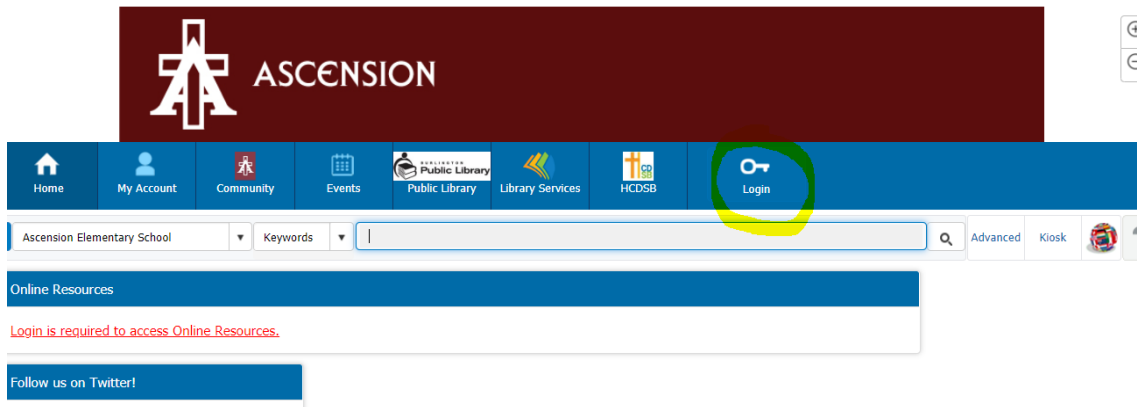 ASCENSION
Home
My Account
Community
Events
BURLINGTON
Public Library
Public Library
Library Services
CD
SB
HCDSB
Login
Ascension Elementary School
Keywords
Advanced
Kiosk
Online Resources
Login is required to access Online Resources.
Follow us on Twitter!